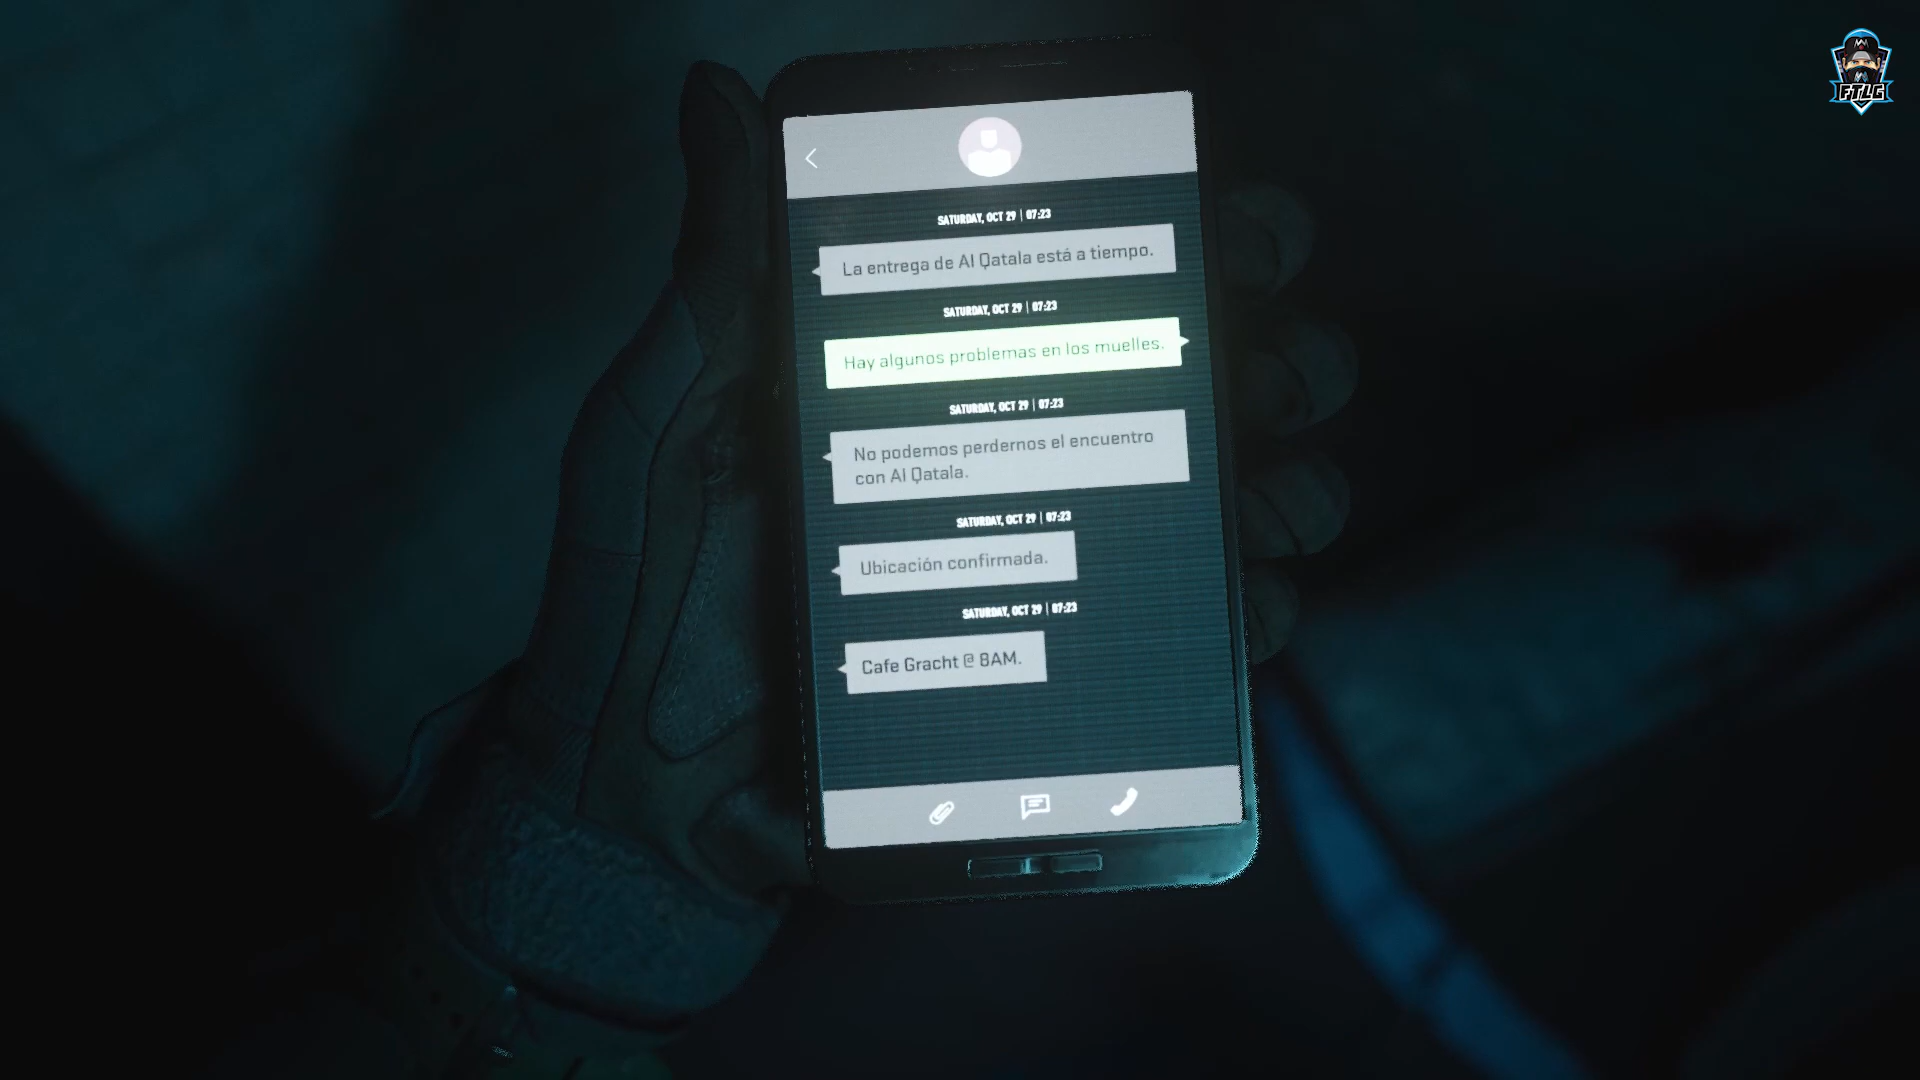 FTLG
SATURDAY, OCT 29 | 07:23
La entrega de Al Qatala está a tiempo.
SATURDAY, OCT 29 | 07:23
Hay algunos problemas en los muelles.
SATURDAY, OCT 29 | 07:23
No podemos perdernos el encuentro
con Al Qatala.
SATURDAY, OCT 29 | 07:23
Ubicación confirmada.
SATURDAY, OCT 29 | 07:23
Cafe Gracht @ 8AM.